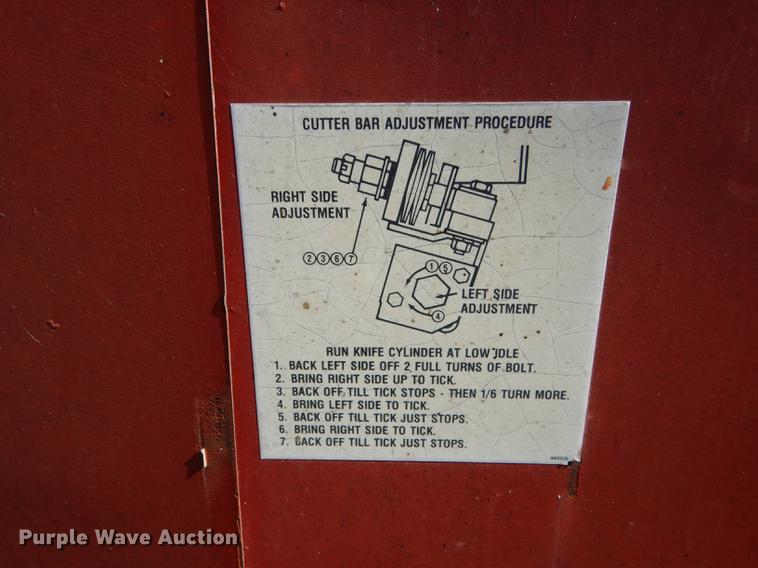 CUTTER BAR ADJUSTMENT PROCEDURE
RIGHT SIDE
ADJUSTMENT
2 3 6 7
1 5
LEFT SIDE
ADJUSTMENT
4
RUN KNIFE CYLINDER AT LOW IDLE
1. BACK LEFT SIDE OFF 2 FULL TURNS OF BOLT.
2. BRING RIGHT SIDE UP TO TICK.
3. BACK OFF TILL TICK STOPS - THEN 1/6 TURN MORE.
4. BRING LEFT SIDE TO TICK.
5. BACK OFF TILL TICK JUST STOPS.
6. BRING RIGHT SIDE TO TICK.
7. BACK OFF TILL TICK JUST STOPS.
Purple Wave Auction